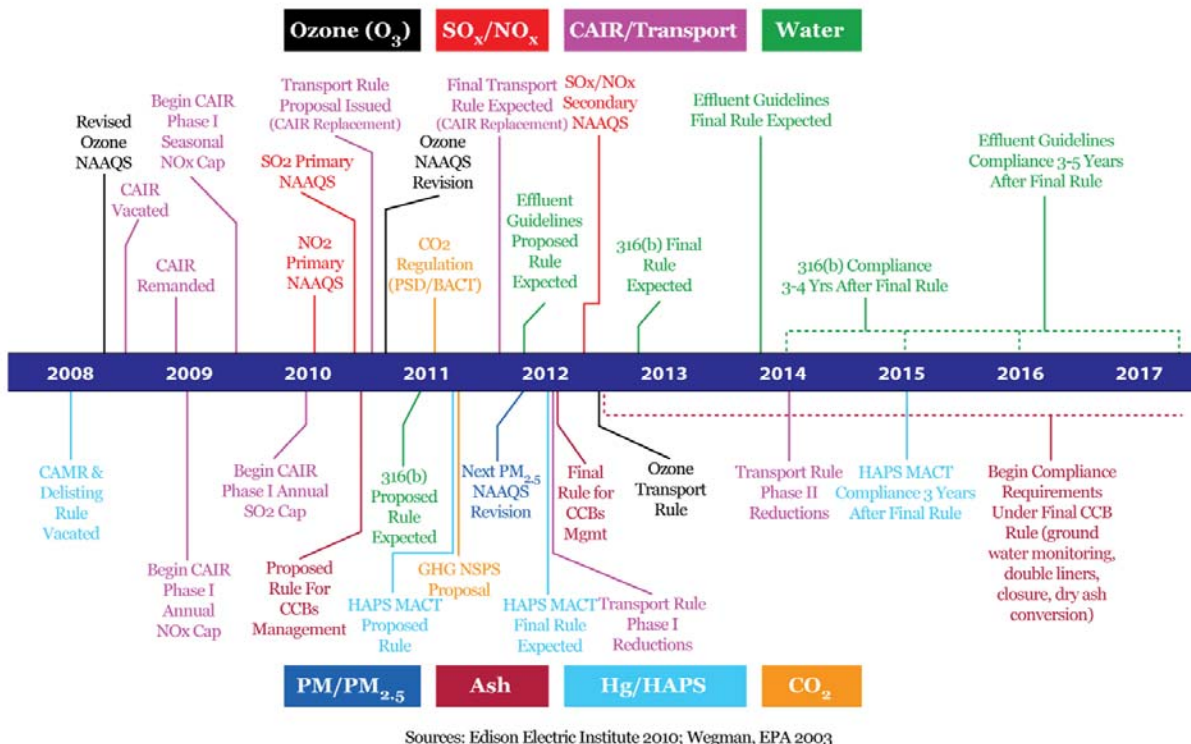 Ozone (O3)
SOx/NOx
CAIR/Transport
Water
Revised
Ozone
NAAQS
CAIR
Vacated
Begin CAIR
Phase I
Seasonal
NOx Cap
CAIR
Remanded
Transport Rule
Proposal Issued
(CAIR Replacement)
SO2 Primary
NAAQS
NO2
Primary
NAAQS
Ozone
NAAQS
Revision
CO2
Regulation
(PSD/BACT)
Final Transport
Rule Expected
(CAIR Replacement)
Effluent
Guidelines
Proposed
Rule
Expected
SOx/NOx
Secondary
NAAQS
316(b) Final
Rule
Expected
Effluent Guidelines
Final Rule Expected
316(b) Compliance
3-4 Yrs After Final Rule
Effluent Guidelines
Compliance 3-5 Years
After Final Rule
2008
2009
2010
2011
2012
2013
2014
2015
2016
2017
CAMR &
Delisting
Rule
Vacated
Begin CAIR
Phase I
Annual
NOx Cap
Begin CAIR
Phase I Annual
SO2 Cap
Proposed
Rule For
CCBs
Management
316(b)
Proposed
Rule
Expected
HAPS MACT
Proposed
Rule
GHG NSPS
Proposal
Next PM2.5
NAAQS
Revision
HAPS MACT
Final Rule
Expected
Final
Rule for
CCBs
Mgmt
Transport Rule
Phase I
Reductions
Ozone
Transport
Rule
Transport Rule
Phase II
Reductions
HAPS MACT
Compliance 3 Years
After Final Rule
Begin Compliance
Requirements
Under Final CCB
Rule (ground
water monitoring,
double liners,
closure, dry ash
conversion)
PM/PM2.5
Ash
Hg/HAPS
CO2
Sources: Edison Electric Institute 2010; Wegman, EPA 2003